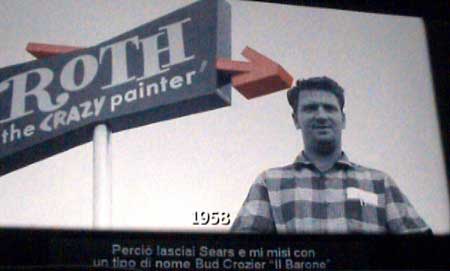 ROTH
the CRAZY painter'
1958
Perciò lasciai Sears e mi misi con
un tipo di nome Bud Crozier "Il Barone"